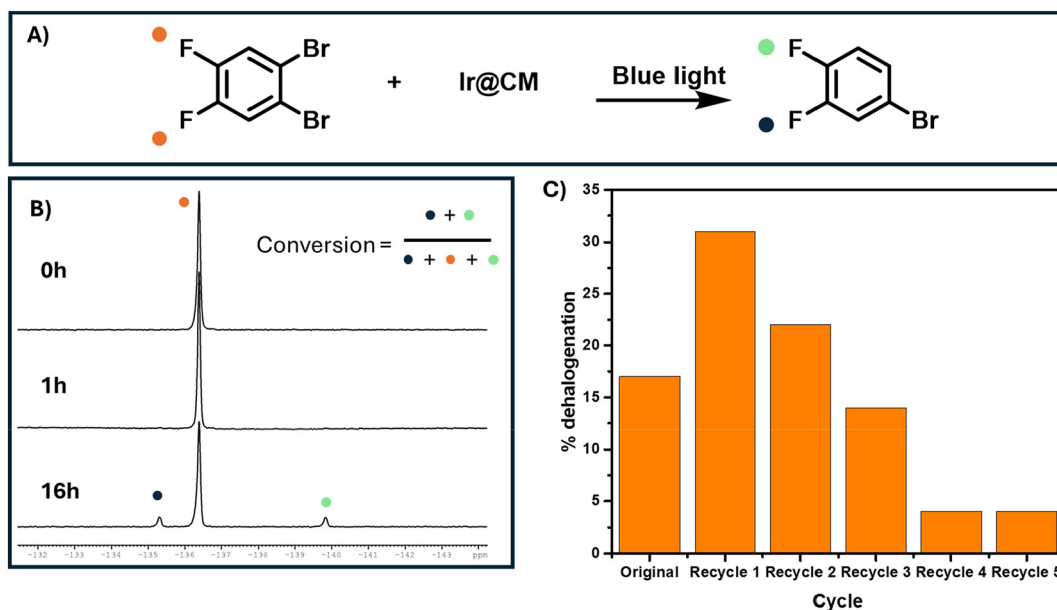 A)
F
F
Br
Br
+
Ir@CM
Blue light
F
F
Br
B)
Conversion =
+
+ +
0h
1h
16h
-132 -133 -134 -135 -136 -137 -138 -139 -140 -141 -142 -143 ppm
C)
35
30
25
20
15
10
5
0
% dehalogenation
Original Recycle 1 Recycle 2 Recycle 3 Recycle 4 Recycle 5
Cycle